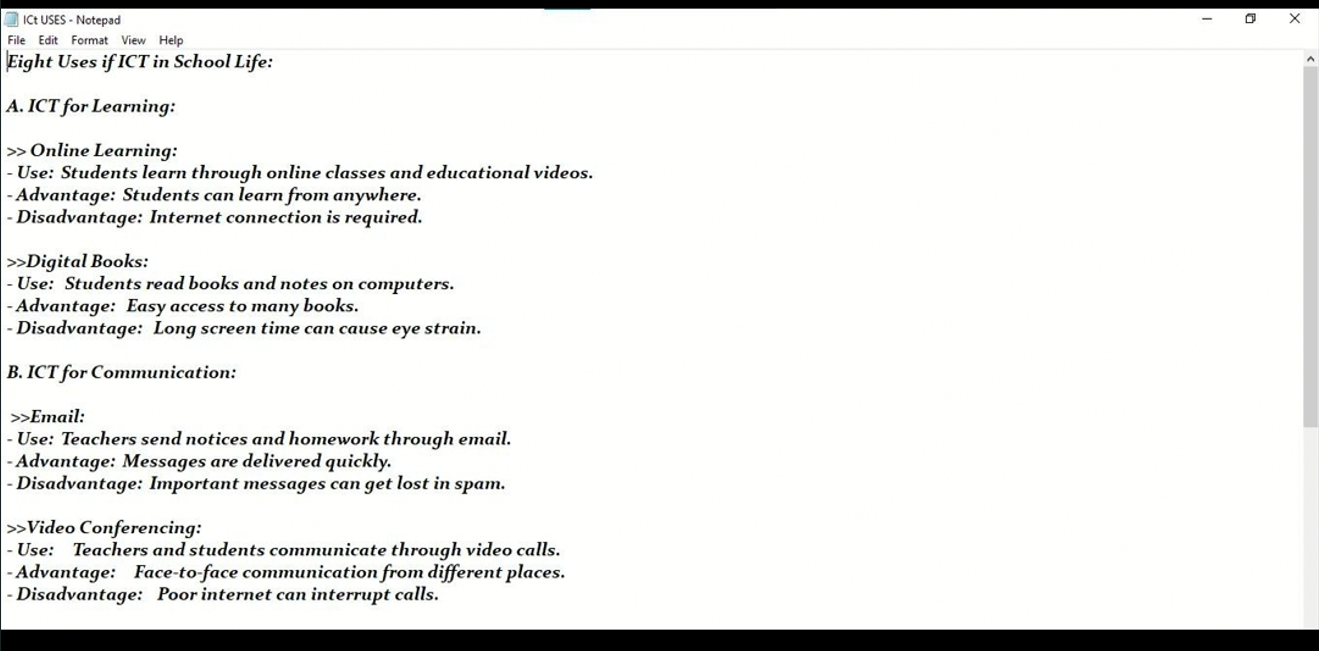 ICt USES - Notepad
File Edit Format View Help
Eight Uses if ICT in School Life:
A. ICT for Learning:
>> Online Learning:
- Use: Students learn through online classes and educational videos.
- Advantage: Students can learn from anywhere.
- Disadvantage: Internet connection is required.
>>Digital Books:
- Use: Students read books and notes on computers.
- Advantage: Easy access to many books.
- Disadvantage: Long screen time can cause eye strain.
B. ICT for Communication:
>>Email:
- Use: Teachers send notices and homework through email.
- Advantage: Messages are delivered quickly.
- Disadvantage: Important messages can get lost in spam.
>>Video Conferencing:
- Use: Teachers and students communicate through video calls.
- Advantage: Face-to-face communication from different places.
- Disadvantage: Poor internet can interrupt calls.